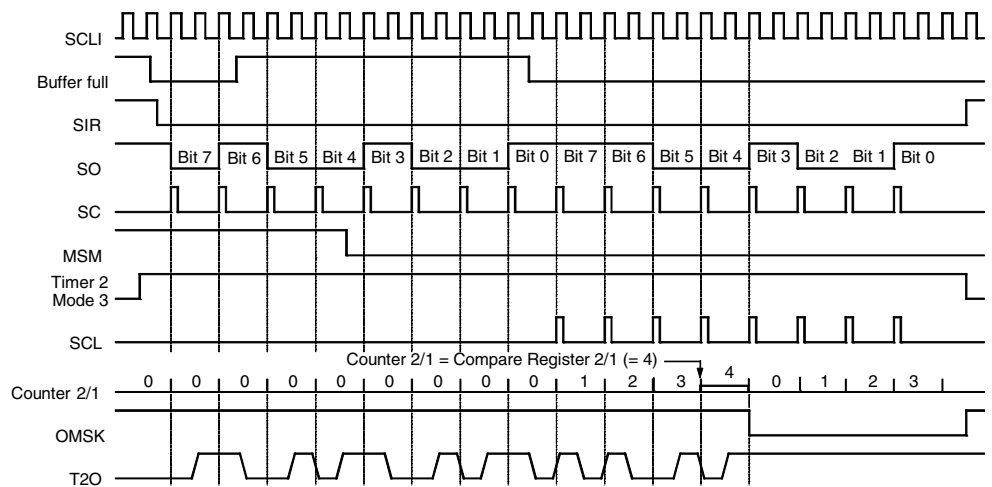 SCLI
Buffer full
SIR
Bit 7 Bit 6 Bit 5 Bit 4 Bit 3 Bit 2 Bit 1 Bit 0 Bit 7 Bit 6 Bit 5 Bit 4 Bit 3 Bit 2 Bit 1 Bit 0
SO
SC
MSM
Timer 2
Mode 3
SCL
Counter 2/1 = Compare Register 2/1 (= 4)
0 0 0 0 0 0 0 0 0 1 2 3 4 0 1 2 3
Counter 2/1
OMSK
T2O